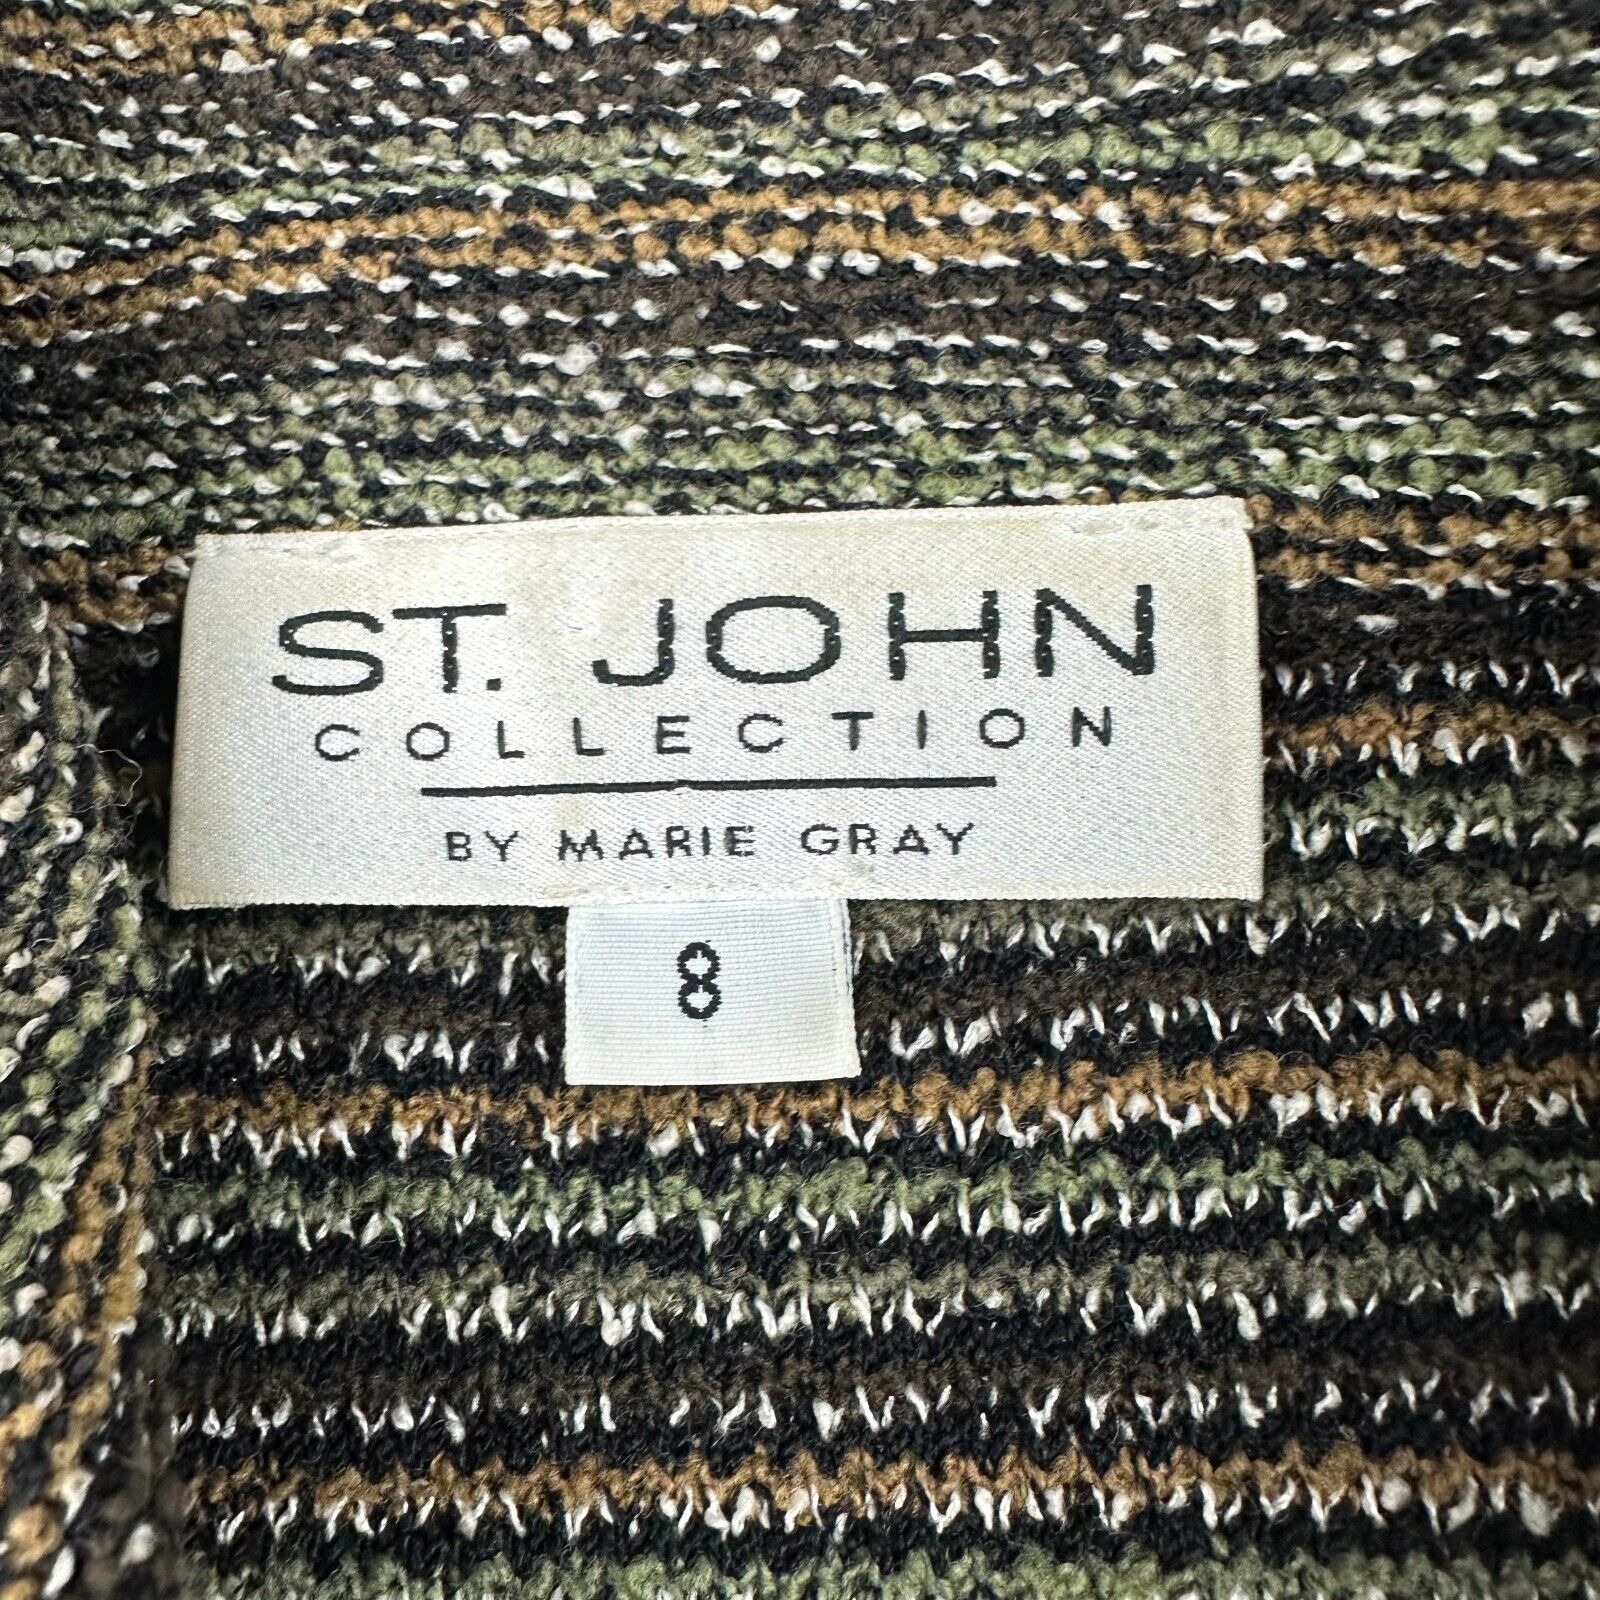 ST. JOHN
COLLECTION
BY MARIE GRAY
8